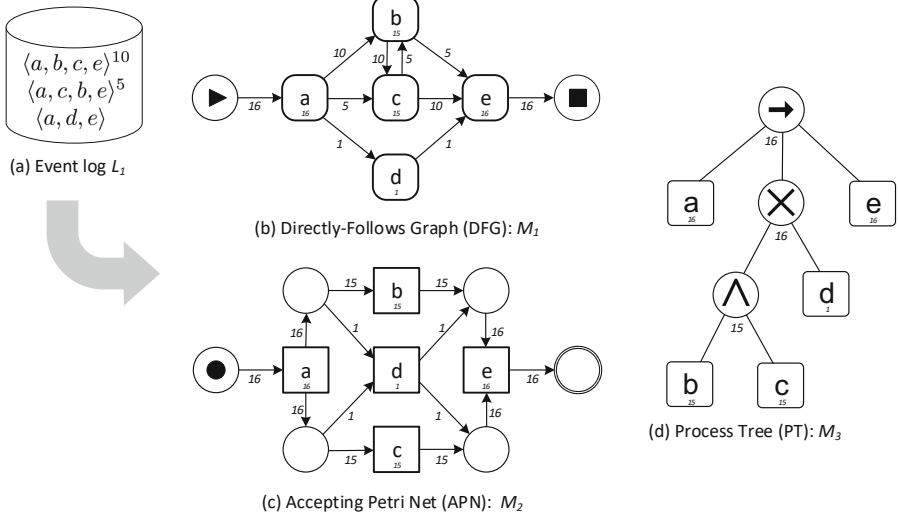 ⟨a, b, c, e⟩^10
⟨a, c, b, e⟩^5
⟨a, d, e⟩
(a) Event log L1
b
15
10
10
5
5
16
a
16
5
c
15
10
e
16
16
1
1
d
1
(b) Directly-Follows Graph (DFG): M1
15
b
15
15
16
1
1
16
16
a
16
d
1
e
16
16
16
1
1
16
15
c
15
15
(c) Accepting Petri Net (APN): M2
16
a
16
16
e
16
15
d
1
b
15
c
15
(d) Process Tree (PT): M3